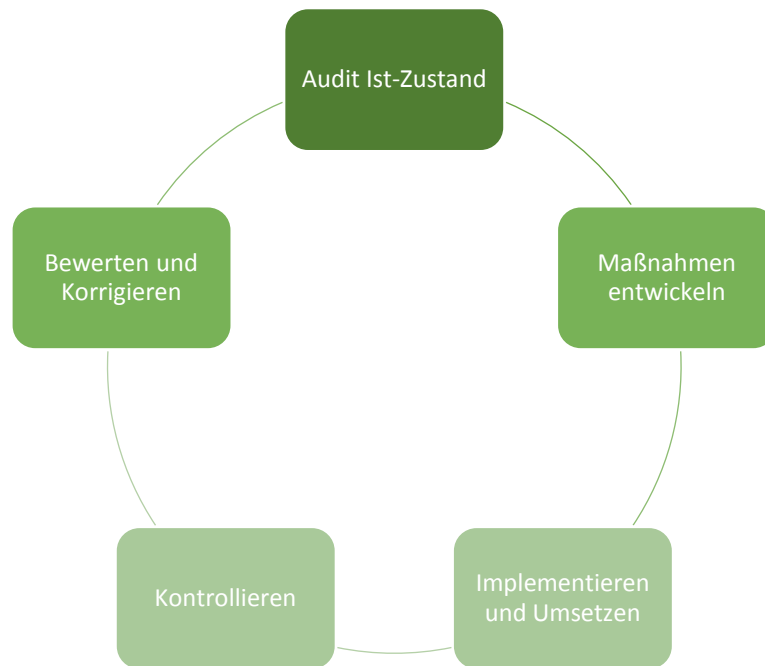 Audit Ist-Zustand
Maßnahmen
entwickeln
Implementieren
und Umsetzen
Kontrollieren
Bewerten und
Korrigieren